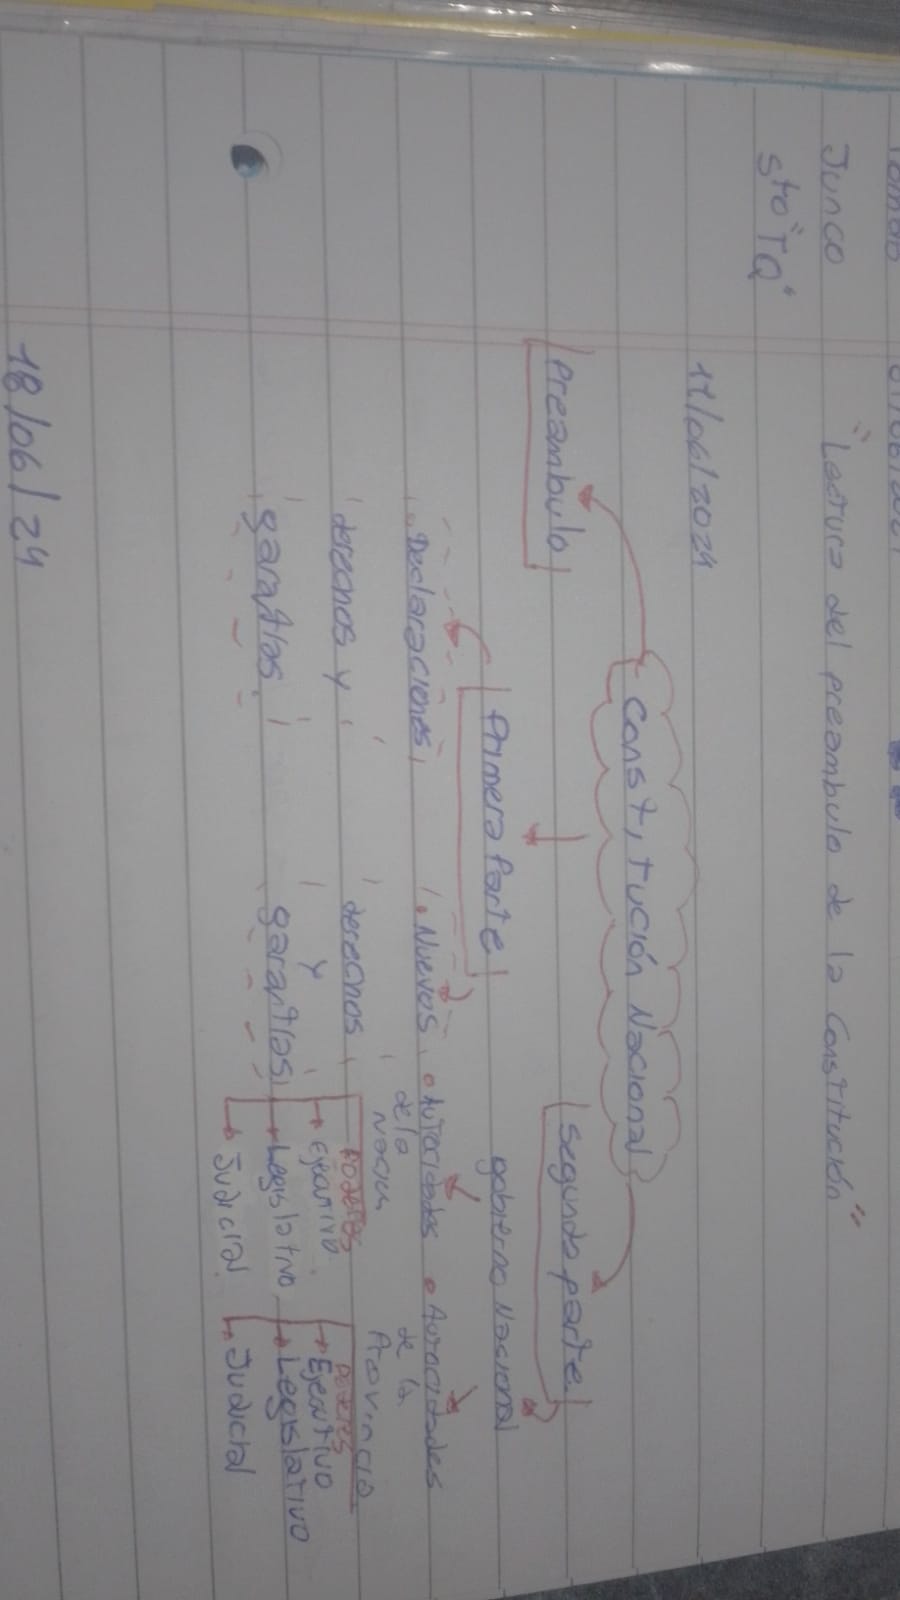 Junco "Lectura del preambulo de la Constitución"
5to "TQ"
11/06/2024
Constitución Nacional
Preambulo
Segunda parte
Primera Parte
gobierno Nacional
. Declaraciones,
. Nuevos
• Autoridades
• Autoridades
derechos y
derechos
de la
Nación
de la
Provincia
garantías.
y
garantías
Poderes
Ejecutivo
Legislativo
Judicial.
Poderes
Ejecutivo
Legislativo
Judicial
18/06/24